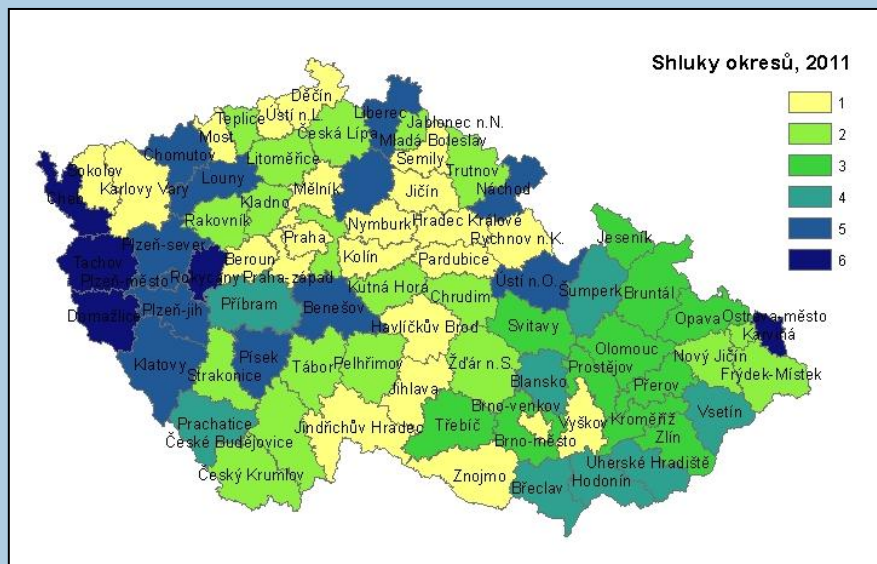 Shluky okresů, 2011
1
2
3
4
5
6
Děčín
Liberec
Teplice
Ústí n.L.
Jablonec n.N.
Most
Česká Lípa
Mladá Boleslav
Semily
Chomutov
Litoměřice
Trutnov
Sokolov
Louny
Mělník
Jičín
Náchod
Karlovy Vary
Cheb
Kladno
Rakovník
Nymburk
Hradec Králové
Praha
Rychnov n.K.
Jeseník
Plzeň-sever
Beroun
Kolín
Pardubice
Tachov
Rokycany
Praha-západ
Ústí n.O.
Šumperk
Bruntál
Plzeň-město
Kutná Hora
Chrudim
Příbram
Benešov
Opava
Ostrava-město
Domažlice
Plzeň-jih
Havlíčkův Brod
Svitavy
Karviná
Olomouc
Nový Jičín
Klatovy
Písek
Tábor
Pelhřimov
Žďár n.S.
Prostějov
Frýdek-Místek
Strakonice
Blansko
Přerov
Jihlava
Brno-venkov
Vsetín
Prachatice
Jindřichův Hradec
Třebíč
Vyškov
Kroměříž
České Budějovice
Brno-město
Zlín
Uherské Hradiště
Český Krumlov
Znojmo
Hodonín
Břeclav